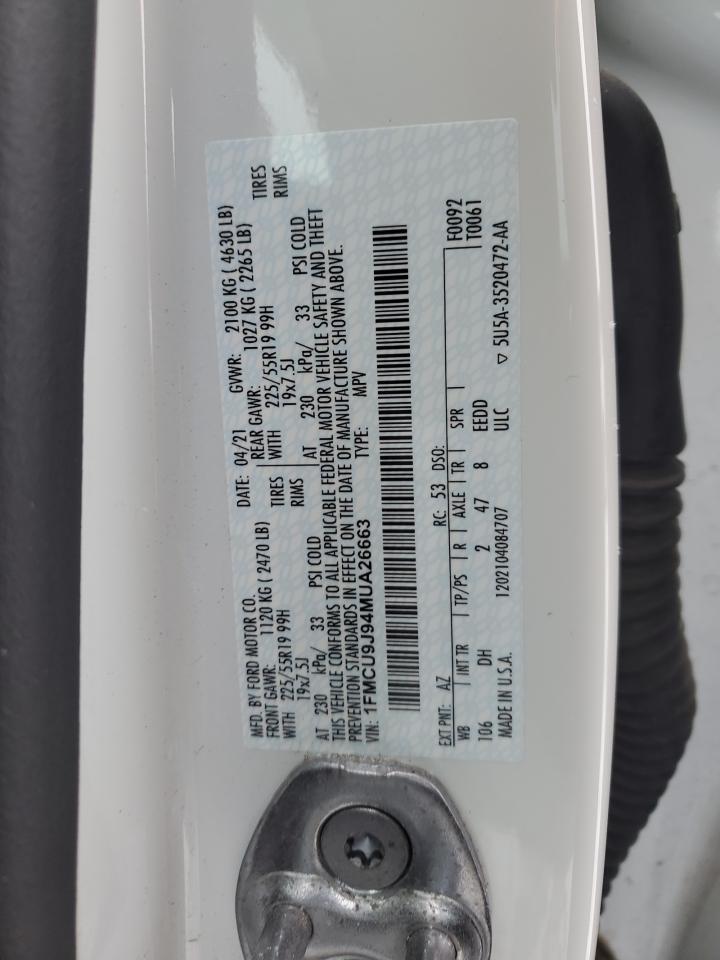 MFD. BY FORD MOTOR CO.
DATE: 04/21 GVWR: 2100 KG ( 4630 LB)
FRONT GAWR: 1120 KG ( 2470 LB) REAR GAWR: 1027 KG ( 2265 LB)
WITH 225/55R19 99H TIRES WITH 225/55R19 99H TIRES
19x7.5J RIMS 19x7.5J RIMS
AT 230 kPa/ 33 PSI COLD AT 230 kPa/ 33 PSI COLD
THIS VEHICLE CONFORMS TO ALL APPLICABLE FEDERAL MOTOR VEHICLE SAFETY AND THEFT
PREVENTION STANDARDS IN EFFECT ON THE DATE OF MANUFACTURE SHOWN ABOVE.
VIN: 1FMCU9J94MUA26663 TYPE: MPV
EXT PNT: AZ RC: 53 DSO: F0092
WB INT TR TP/PS R AXLE TR SPR T0061
106 DH 2 47 8 EEDD
MADE IN U.S.A. 1202104084707 ULC ▽ 5U5A-3520472-AA